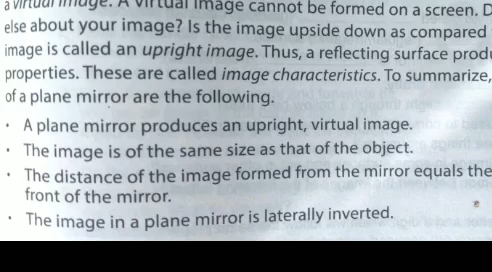 a virtual image. A virtual image cannot be formed on a screen. D
else about your image? Is the image upside down as compared
image is called an upright image. Thus, a reflecting surface produ
properties. These are called image characteristics. To summarize,
of a plane mirror are the following.
· A plane mirror produces an upright, virtual image.
· The image is of the same size as that of the object.
· The distance of the image formed from the mirror equals the
front of the mirror.
· The image in a plane mirror is laterally inverted.